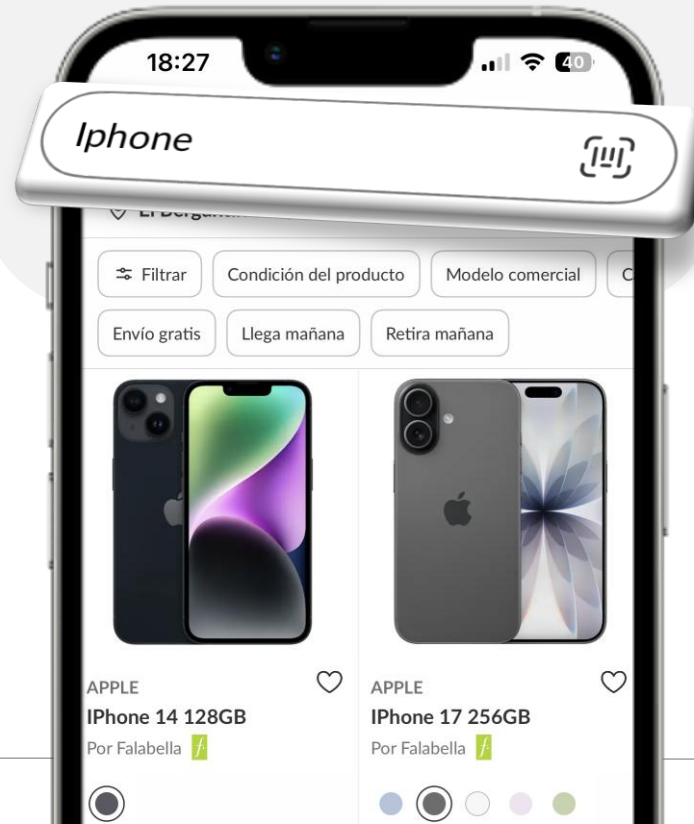 18:27
40
Iphone
Filtrar
Condición del producto
Modelo comercial
C
Envío gratis
Llega mañana
Retira mañana
APPLE
APPLE
IPhone 14 128GB
IPhone 17 256GB
Por Falabella f.
Por Falabella f.